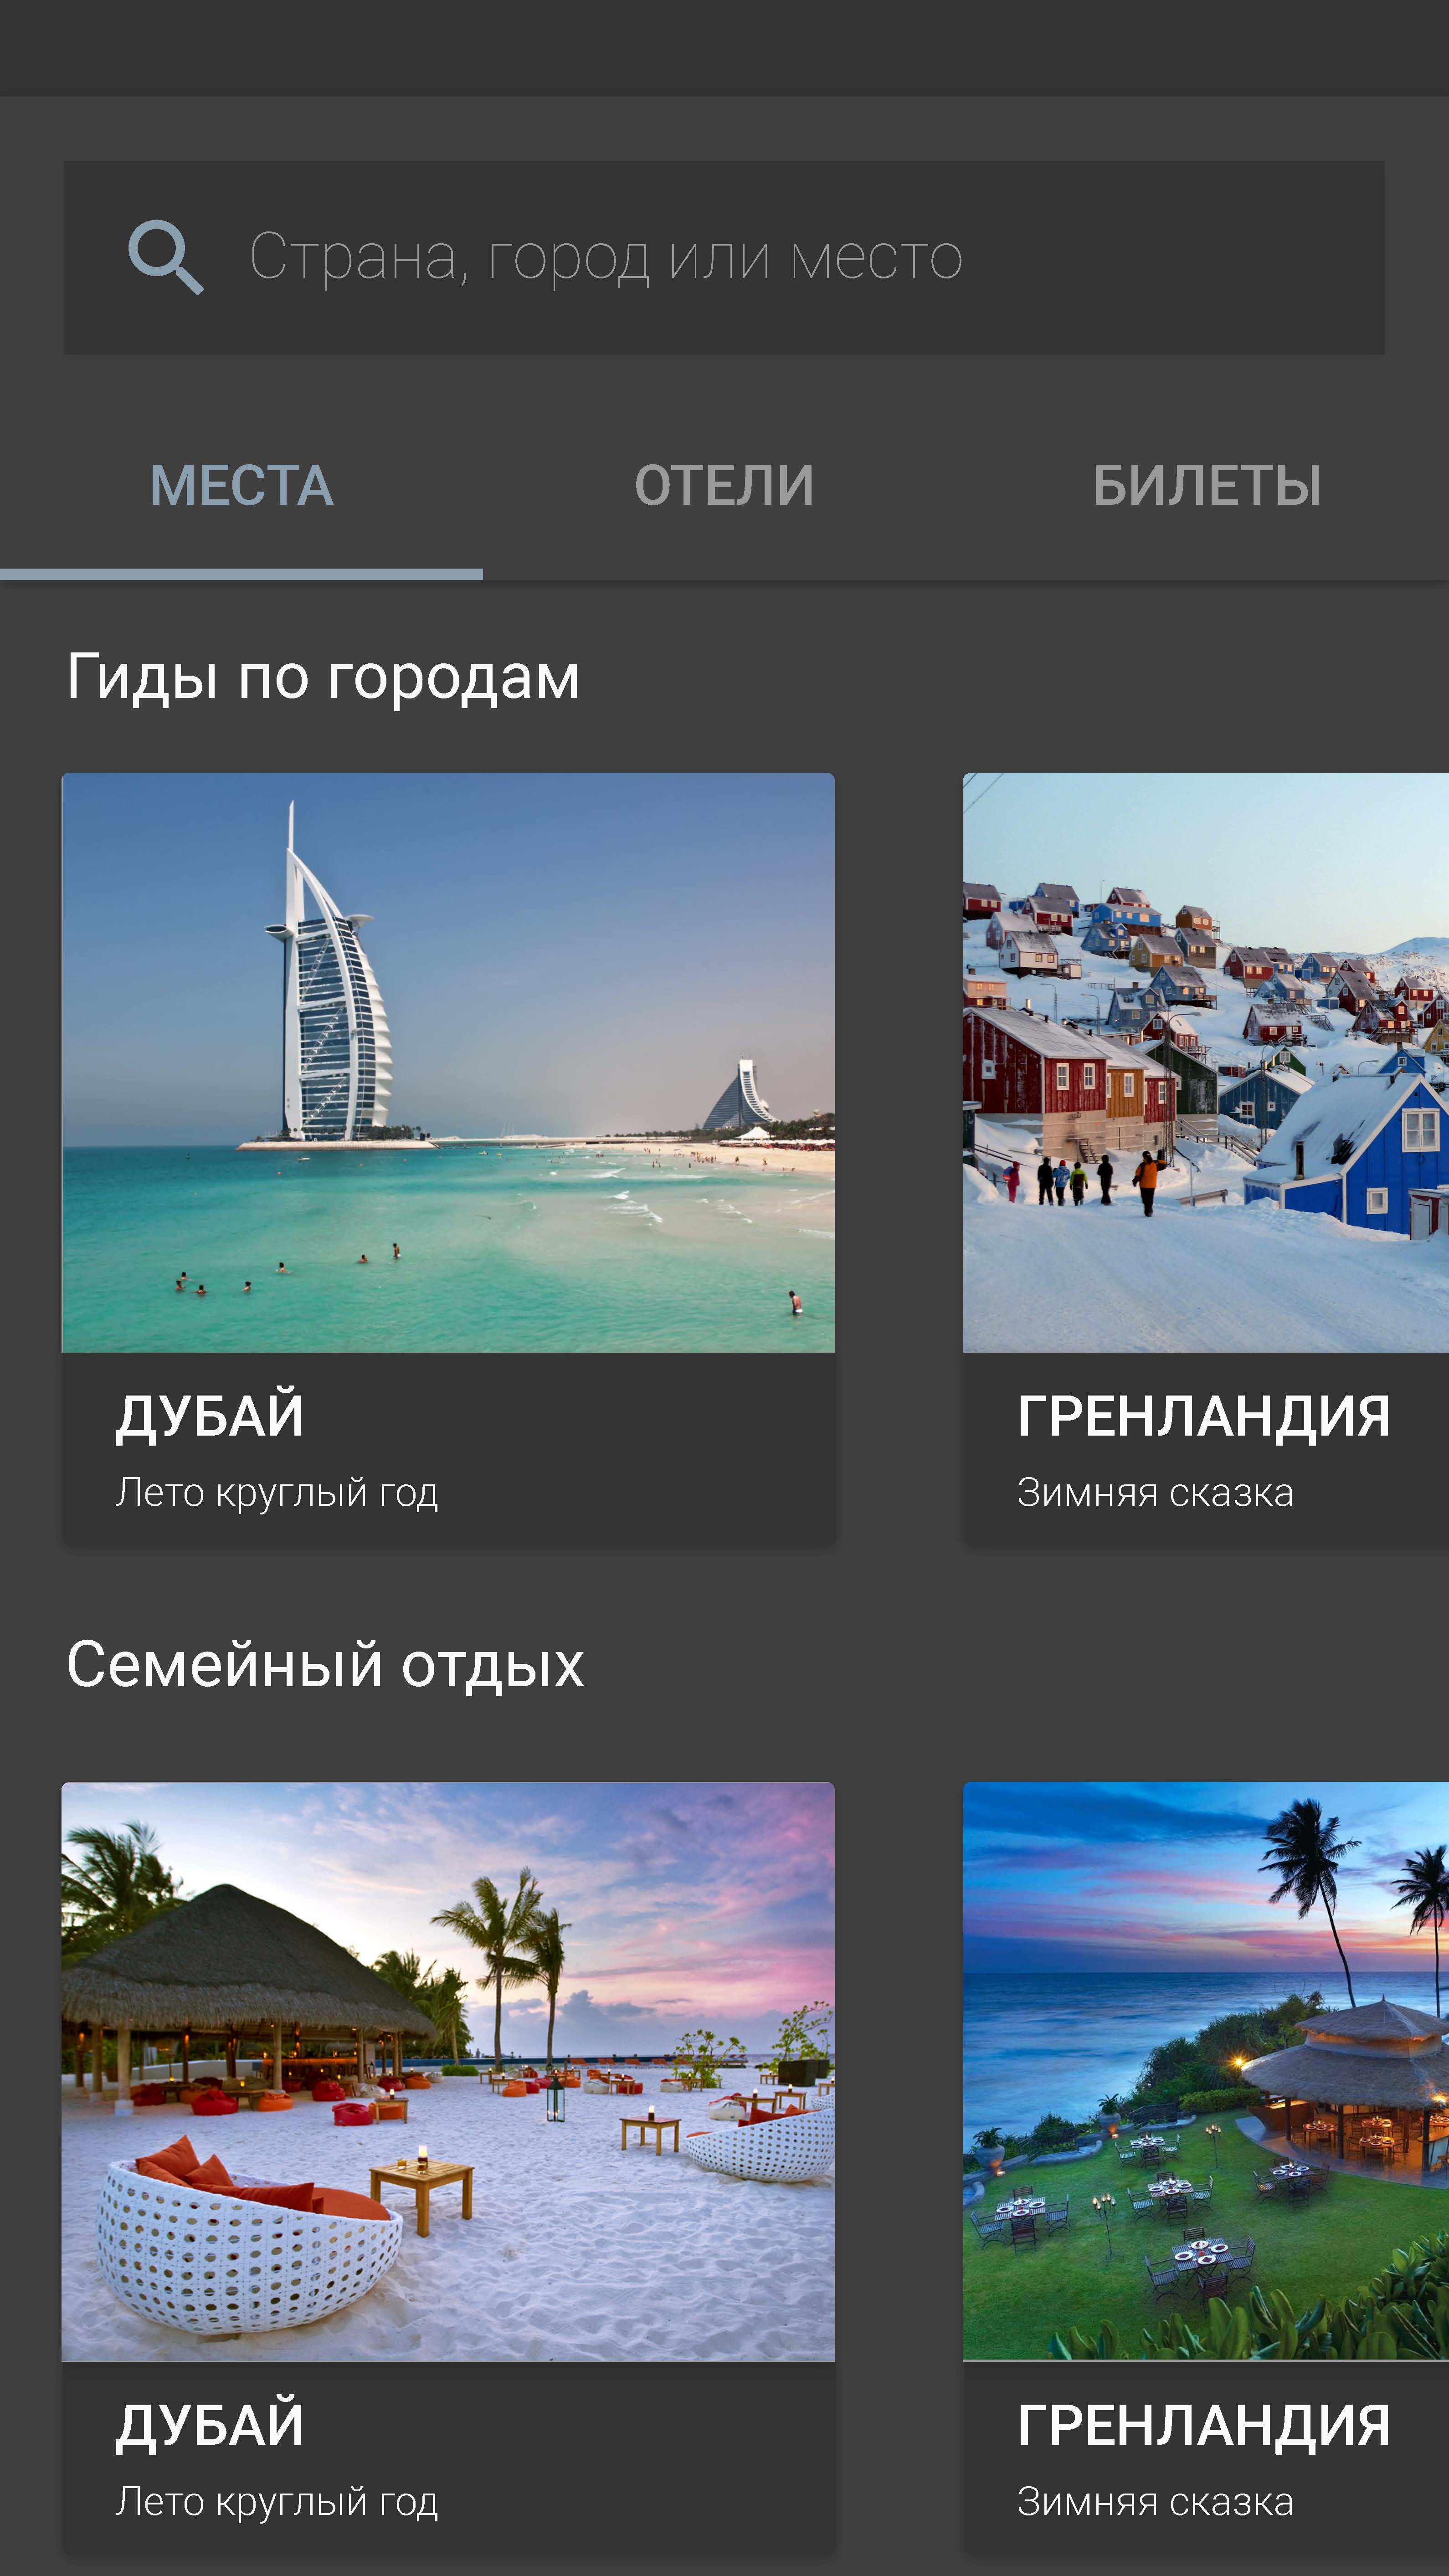 Страна, город или место
МЕСТА
ОТЕЛИ
БИЛЕТЫ
Гиды по городам
ДУБАЙ
Лето круглый год
ГРЕНЛАНДИЯ
Зимняя сказка
Семейный отдых
ДУБАЙ
Лето круглый год
ГРЕНЛАНДИЯ
Зимняя сказка